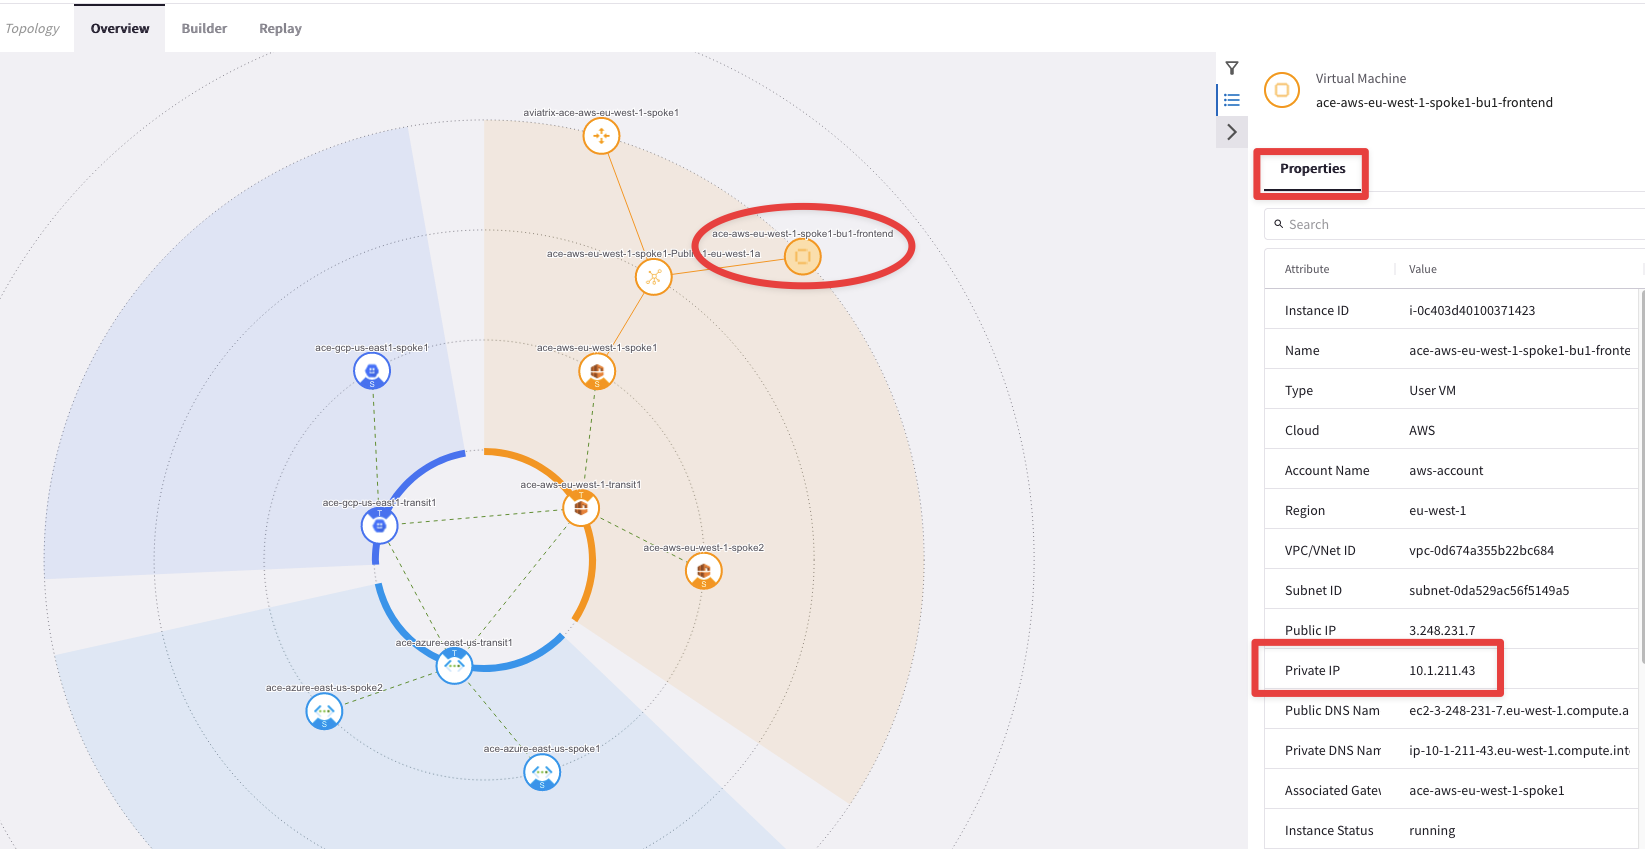 Topology
Overview
Builder
Replay
aviatrix-ace-aws-eu-west-1-spoke1
ace-aws-eu-west-1-spoke1-bu1-frontend
ace-aws-eu-west-1-spoke1-Public-1-eu-west-1a
ace-gcp-us-east1-spoke1
S
ace-aws-eu-west-1-spoke1
S
ace-aws-eu-west-1-transit1
T
ace-gcp-us-east1-transit1
T
ace-aws-eu-west-1-spoke2
S
ace-azure-east-us-transit1
T
ace-azure-east-us-spoke2
S
ace-azure-east-us-spoke1
S
Virtual Machine
ace-aws-eu-west-1-spoke1-bu1-frontend
Properties
Search
Attribute Value
Instance ID i-0c403d40100371423
Name ace-aws-eu-west-1-spoke1-bu1-fronte
Type User VM
Cloud AWS
Account Name aws-account
Region eu-west-1
VPC/VNet ID vpc-0d674a355b22bc684
Subnet ID subnet-0da529ac56f5149a5
Public IP 3.248.231.7
Private IP 10.1.211.43
Public DNS Nam ec2-3-248-231-7.eu-west-1.compute.a
Private DNS Nam ip-10-1-211-43.eu-west-1.compute.int
Associated Gatew ace-aws-eu-west-1-spoke1
Instance Status running